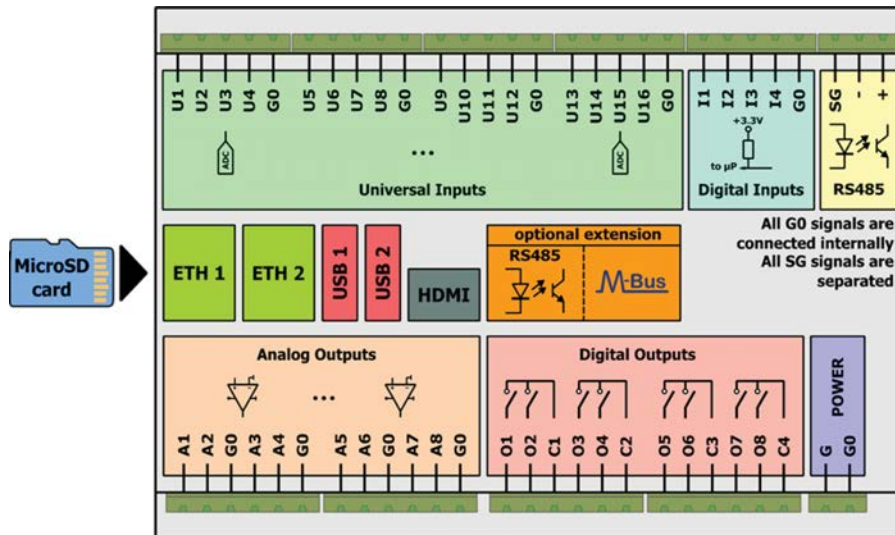 U1 U2 U3 U4 G0 U5 U6 U7 U8 G0 U9 U10 U11 U12 G0 U13 U14 U15 U16 G0
ADC
...
ADC
Universal Inputs
I1 I2 I3 I4 G0
+3.3V
to µP
Digital Inputs
SG - +
RS485
All G0 signals are
connected internally
All SG signals are
separated
MicroSD
card
ETH 1
ETH 2
USB 1
USB 2
HDMI
optional extension
RS485
M-Bus
Analog Outputs
...
A1 A2 G0 A3 A4 G0 A5 A6 G0 A7 A8 G0
Digital Outputs
O1 O2 C1 O3 O4 C2 O5 O6 C3 O7 O8 C4
POWER
G G0